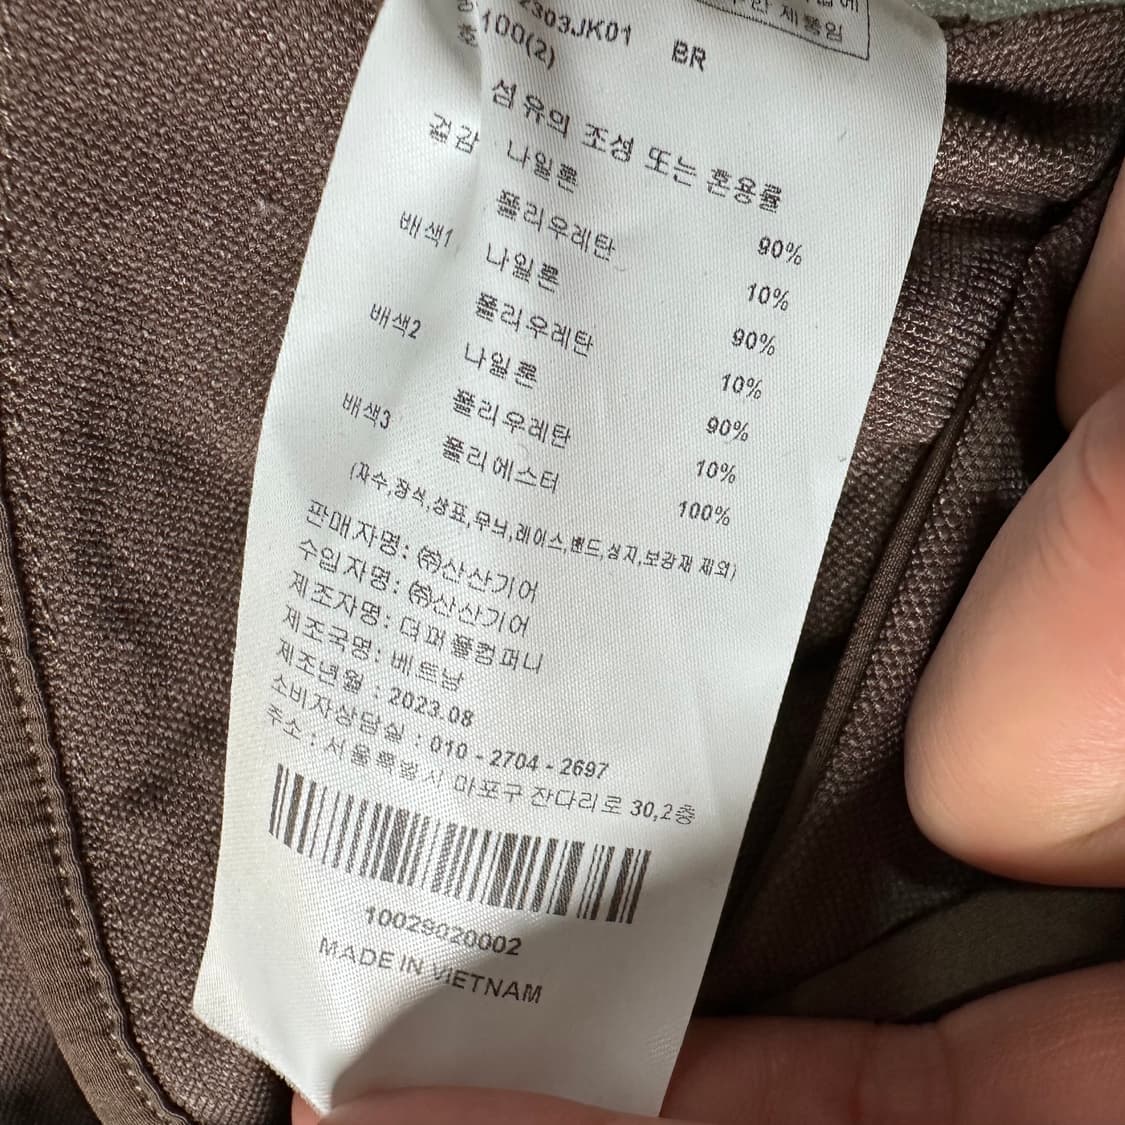 제품임
2303JK01 BR
호 100(2)
섬유의 조성 또는 혼용률
겉감 나일론 90%
폴리우레탄 10%
배색1 나일론 90%
폴리우레탄 10%
배색2 나일론 90%
폴리우레탄 10%
배색3 폴리에스터 100%
(자수,장식,상표,무늬,레이스,밴드,심지,보강재 제외)
판매자명: ㈜산산기어
수입자명: ㈜산산기어
제조자명: 더퍼플컴퍼니
제조국명: 베트남
제조년월 : 2023.08
소비자상담실 : 010 - 2704 - 2697
주소 : 서울특별시 마포구 잔다리로 30,2층
10029020002
MADE IN VIETNAM